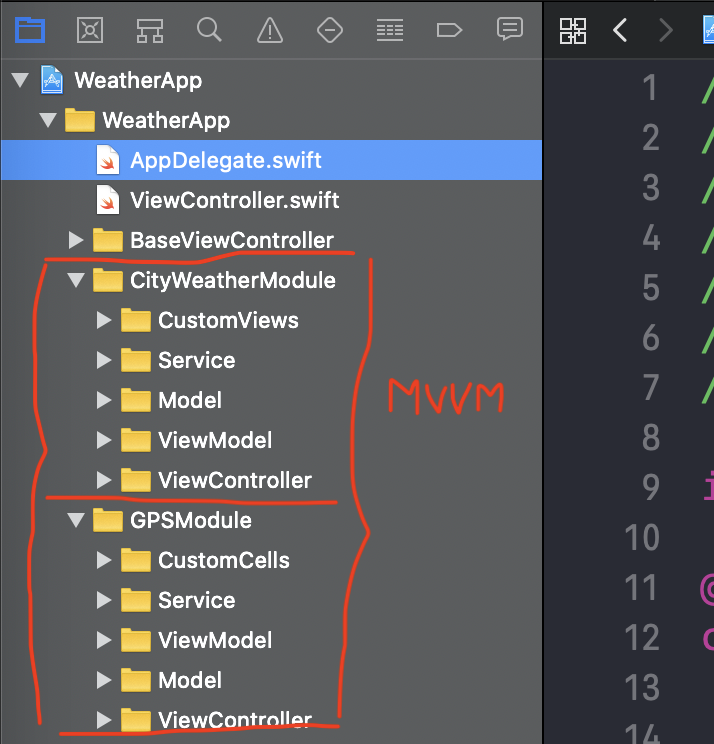 WeatherApp
WeatherApp
AppDelegate.swift
ViewController.swift
BaseViewController
CityWeatherModule
CustomViews
Service
Model
ViewModel
ViewController
GPSModule
CustomCells
Service
ViewModel
Model
ViewController
MVVM
1 /
2 /
3 /
4 /
5 /
6 /
7 /
8
9 i
10
11 @
12 c
13
14